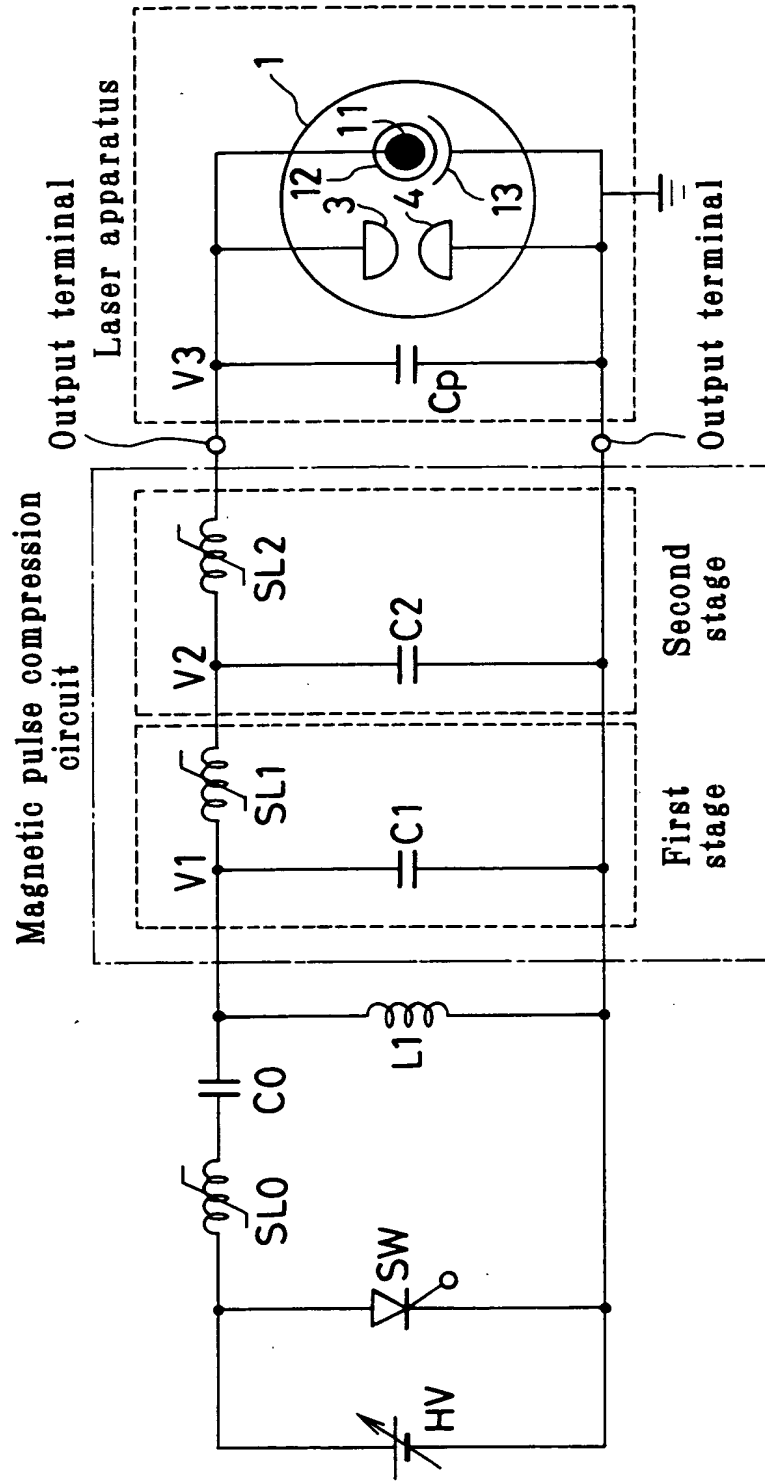 Magnetic pulse compression
circuit
Output terminal
Laser apparatus
HV
SW
SL0
C0
L1
V1
SL1
C1
First
stage
V2
SL2
C2
Second
stage
V3
Cp
3
4
12
11
13
1
Output terminal